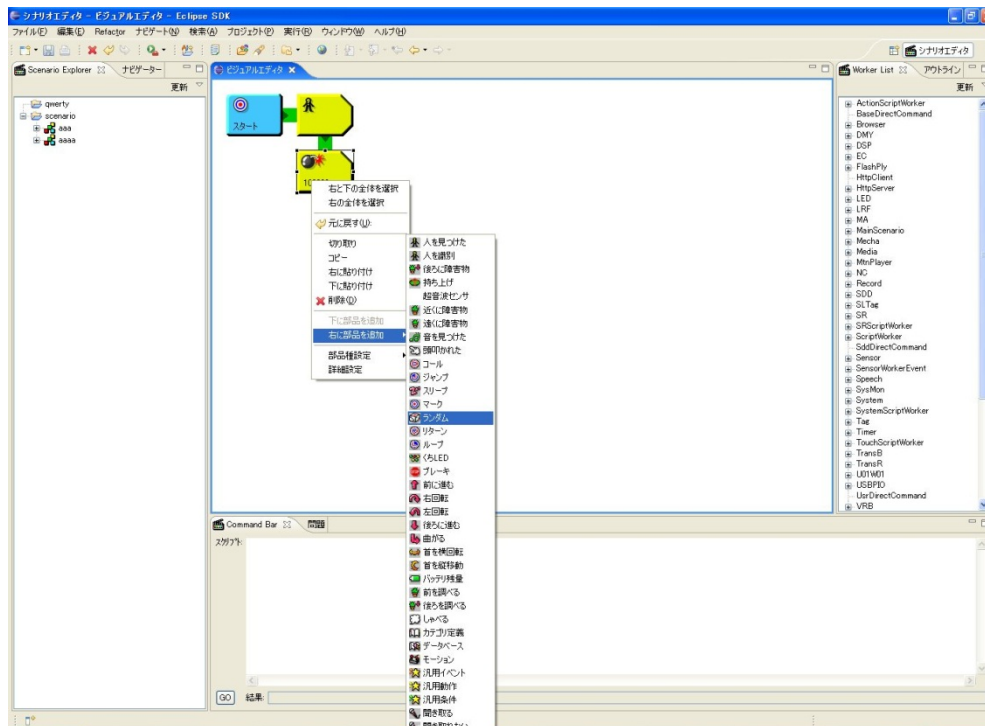 シナリオエディタ - ビジュアルエディタ - Eclipse SDK
ファイル(F) 編集(E) Refactor ナビゲート(N) 検索(A) プロジェクト(P) 実行(R) ウィンドウ(W) ヘルプ(H)
シナリオエディタ
Scenario Explorer ナビゲーター
更新
qwerty
scenario
aaa
aaaa
ビジュアルエディタ
スタート
右と下の全体を選択
右の全体を選択
元に戻す(U):
切り取り
コピー
右に貼り付け
下に貼り付け
削除(D)
下に部品を追加
右に部品を追加
部品種設定
詳細設定
人を見つけた
人を識別
後ろに障害物
持ち上げ
超音波センサ
近くに障害物
遠くに障害物
音を見つけた
頭叩かれた
コール
ジャンプ
スリープ
マーク
ランダム
リターン
ループ
くちLED
ブレーキ
前に進む
右回転
左回転
後ろに進む
曲がる
首を横回転
首を縦移動
バッテリ残量
前を調べる
後ろを調べる
しゃべる
カテゴリ定義
データベース
モーション
汎用イベント
汎用動作
汎用条件
聞き取る
Worker List アウトライン
更新
ActionScriptWorker
BaseDirectCommand
Browser
DMY
DSP
EC
FlashPly
HttpClient
HttpServer
LED
LRF
MA
MainScenario
Mecha
Media
MtnPlayer
NC
Record
SDD
SLTag
SR
SRScriptWorker
ScriptWorker
SddDirectCommand
Sensor
SensorWorkerEvent
Speech
SysMon
System
SystemScriptWorker
Tag
Timer
TouchScriptWorker
TransB
TransR
U01W01
USBPIO
UsrDirectCommand
VRB
Command Bar 問題
スクリプト:
GO 結果: